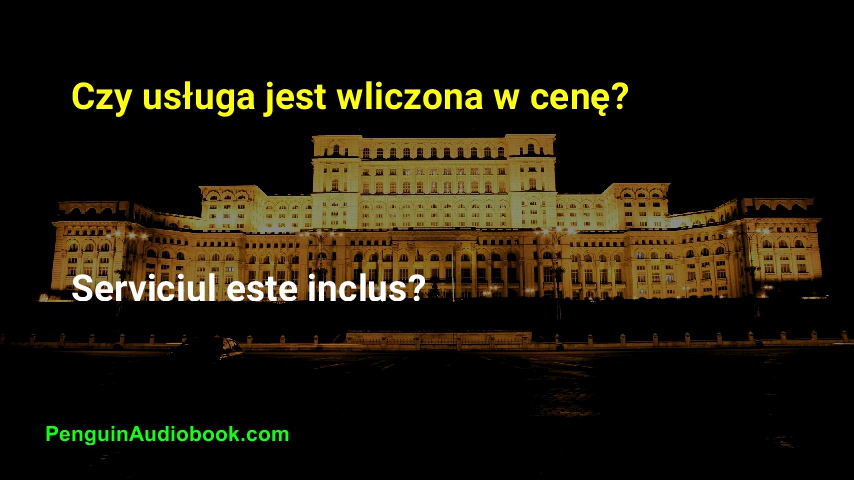 Czy usługa jest wliczona w cenę?
Serviciul este inclus?
PenguinAudiobook.com